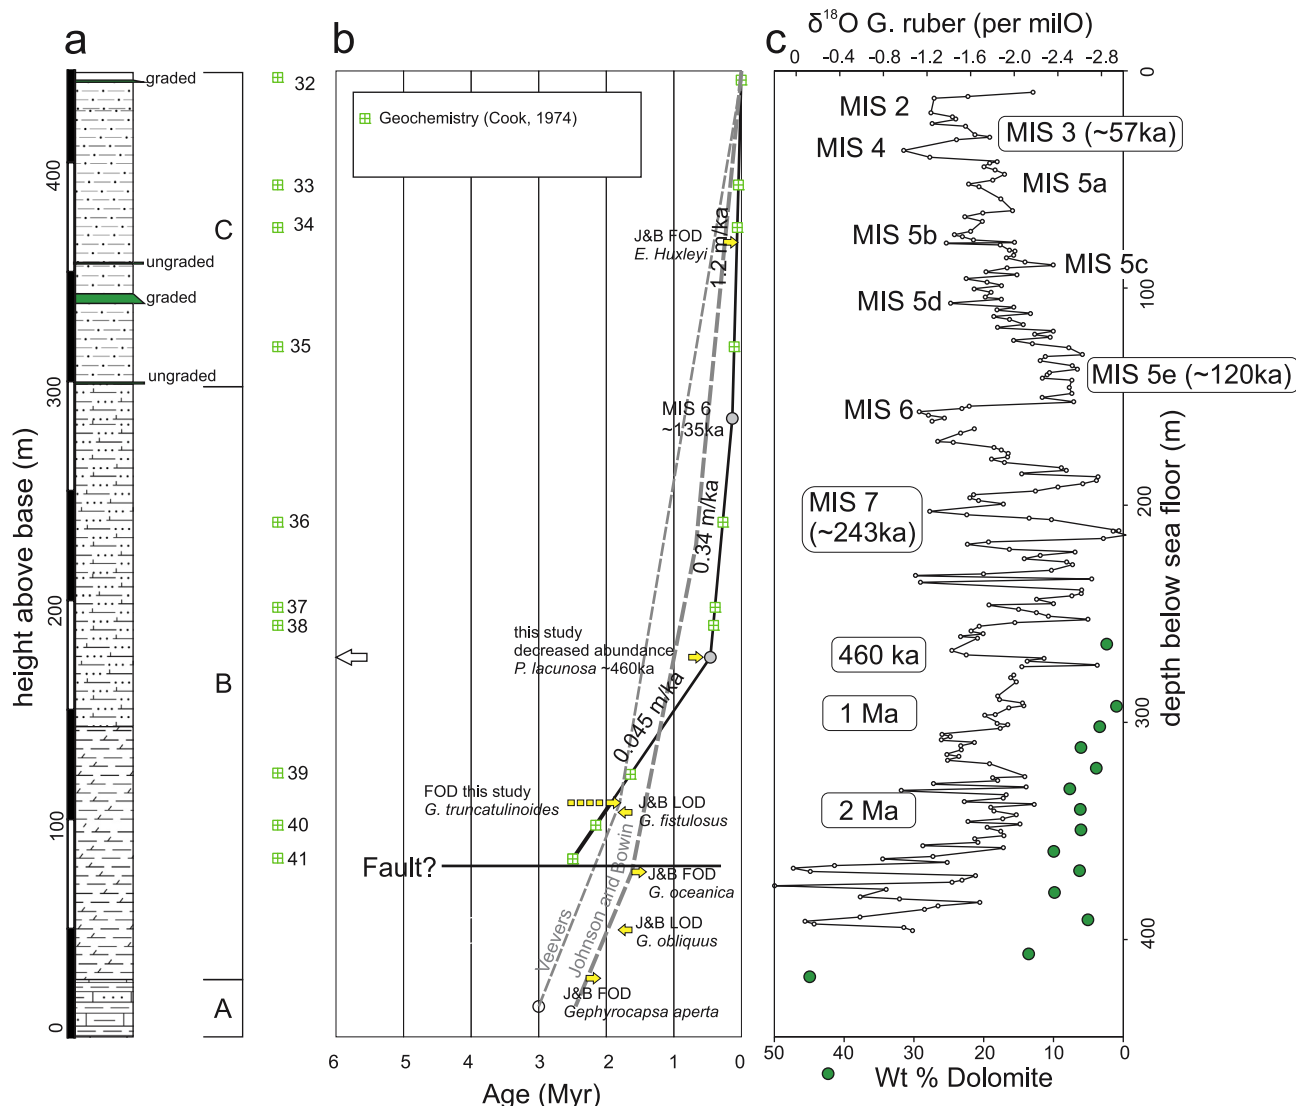 a
b
c
δ18O G. ruber (per milO)
0 -0.4 -0.8 -1.2 -1.6 -2.0 -2.4 -2.8
graded
ungraded
graded
ungraded
400
300
200
100
0
height above base (m)
C
B
A
32
33
34
35
36
37
38
39
40
41
Geochemistry (Cook, 1974)
J&B FOD
E. Huxleyi
1.2 m/ka
MIS 6
~135ka
0.34 m/ka
this study
decreased abundance
P. lacunosa ~460ka
0.045 m/ka
FOD this study
G. truncatulinoides
J&B LOD
G. fistulosus
Fault?
J&B FOD
G. oceanica
J&B LOD
G. obliquus
Veevers
Johnson and Bowin
J&B FOD
Gephyrocapsa aperta
6 5 4 3 2 1 0
Age (Myr)
MIS 2
MIS 3 (~57ka)
MIS 4
MIS 5a
MIS 5b
MIS 5c
MIS 5d
MIS 5e (~120ka)
MIS 6
MIS 7
(~243ka)
460 ka
1 Ma
2 Ma
0
100
200
300
400
depth below sea floor (m)
50 40 30 20 10 0
Wt % Dolomite